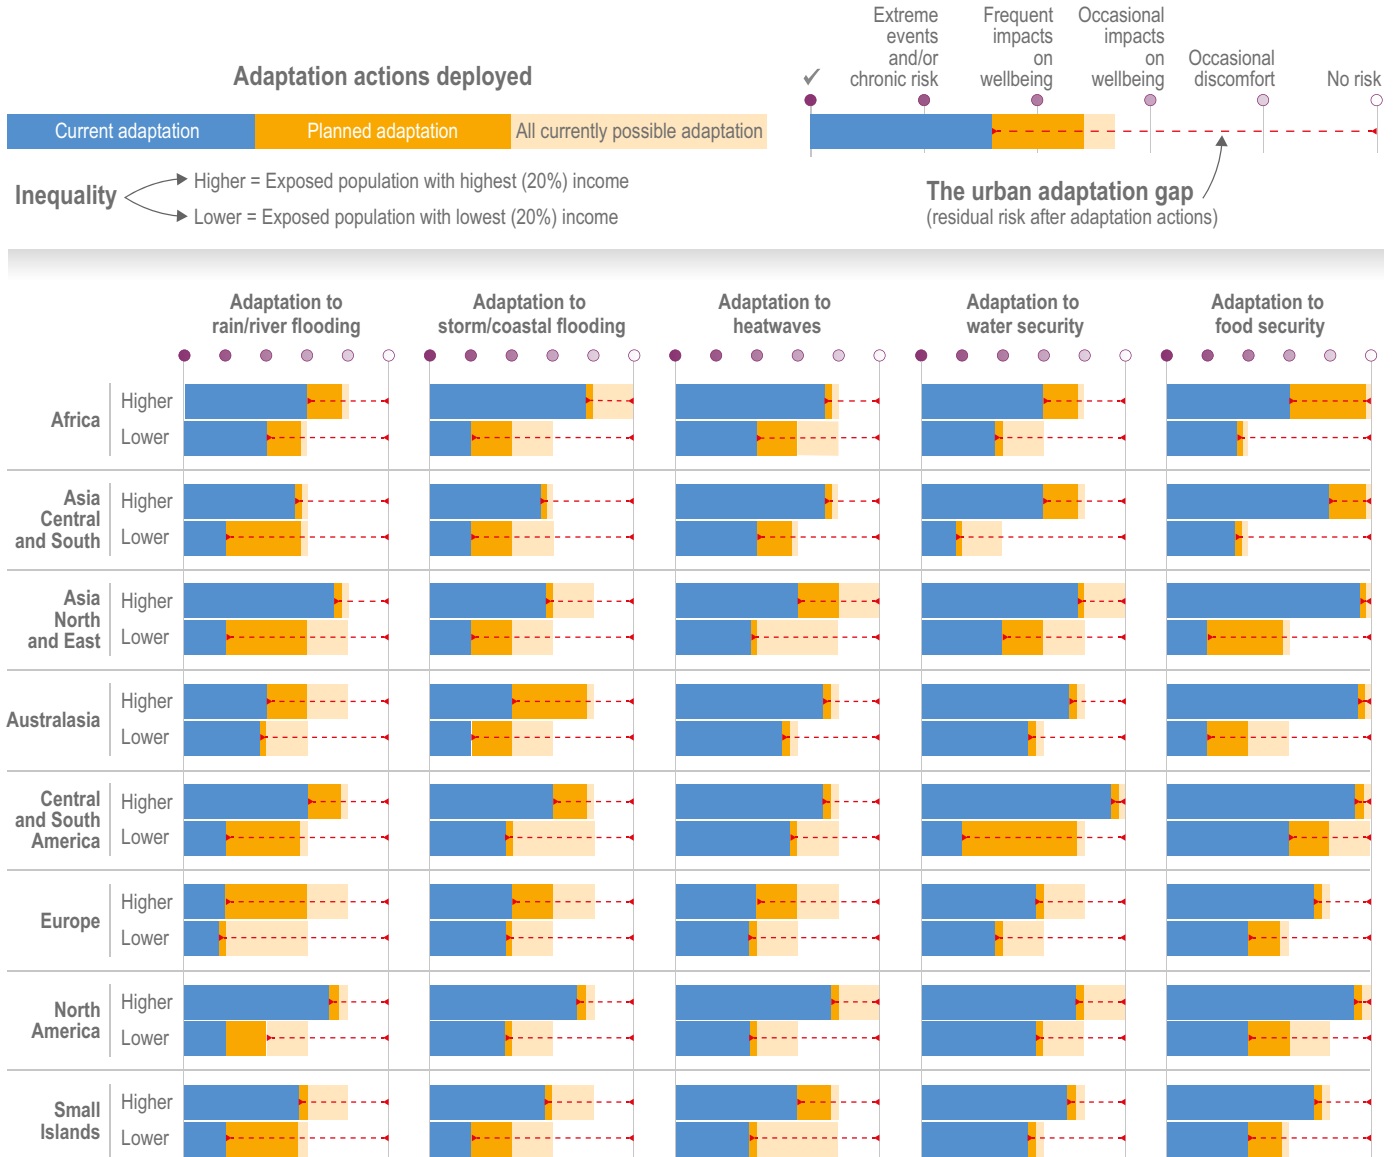 Adaptation actions deployed
Current adaptation
Planned adaptation
All currently possible adaptation
Inequality
Higher = Exposed population with highest (20%) income
Lower = Exposed population with lowest (20%) income
✓
Extreme
events
and/or
chronic risk
Frequent
impacts
on
wellbeing
Occasional
impacts
on
wellbeing
Occasional
discomfort
No risk
The urban adaptation gap
(residual risk after adaptation actions)
Adaptation to
rain/river flooding
Adaptation to
storm/coastal flooding
Adaptation to
heatwaves
Adaptation to
water security
Adaptation to
food security
Africa
Higher
Lower
Asia
Central
and South
Higher
Lower
Asia
North
and East
Higher
Lower
Australasia
Higher
Lower
Central
and South
America
Higher
Lower
Europe
Higher
Lower
North
America
Higher
Lower
Small
Islands
Higher
Lower